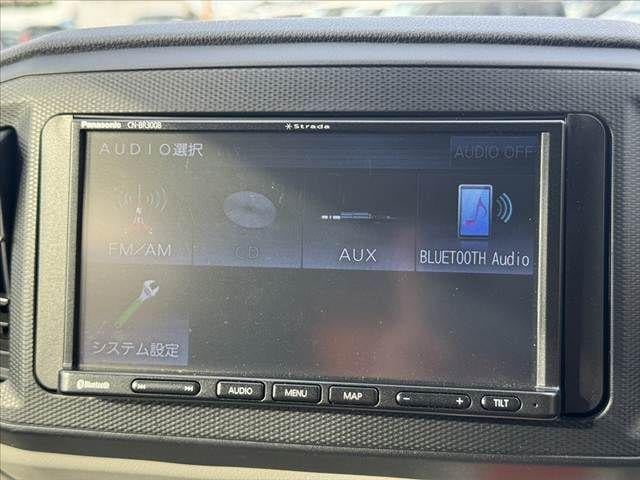 Panasonic CN-BR300B Strada
AUDIO選択 AUDIO OFF
FM/AM CD AUX BLUETOOTH Audio
システム設定
Bluetooth AUDIO MENU MAP − + TILT